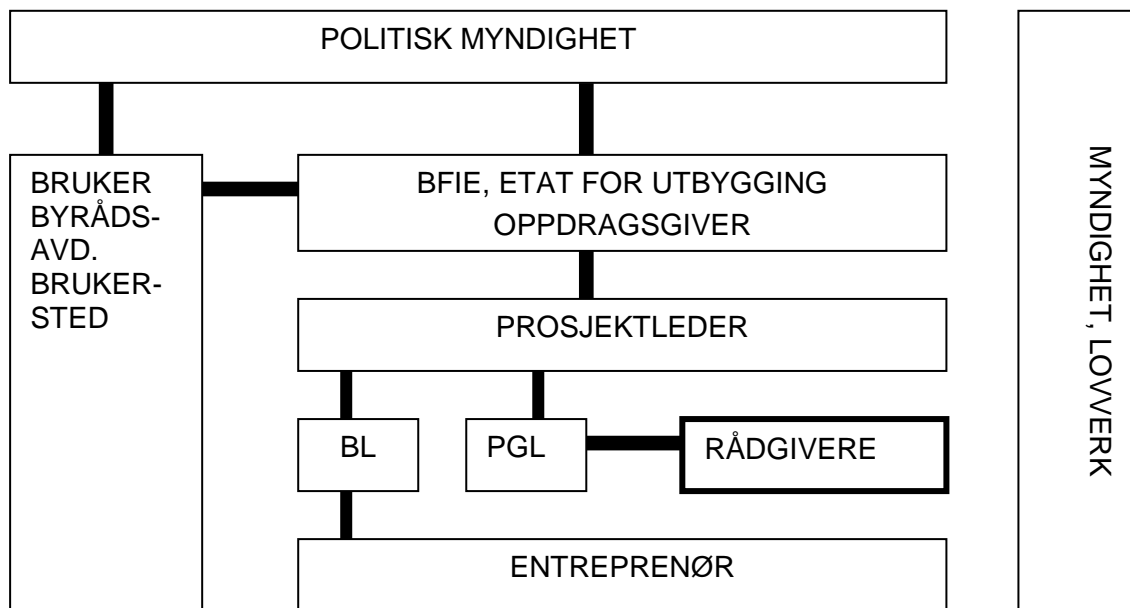 POLITISK MYNDIGHET
BRUKER
BYRÅDS-
AVD.
BRUKER-
STED
BFIE, ETAT FOR UTBYGGING
OPPDRAGSGIVER
PROSJEKTLEDER
BL
PGL
RÅDGIVERE
ENTREPRENØR
MYNDIGHET, LOVVERK